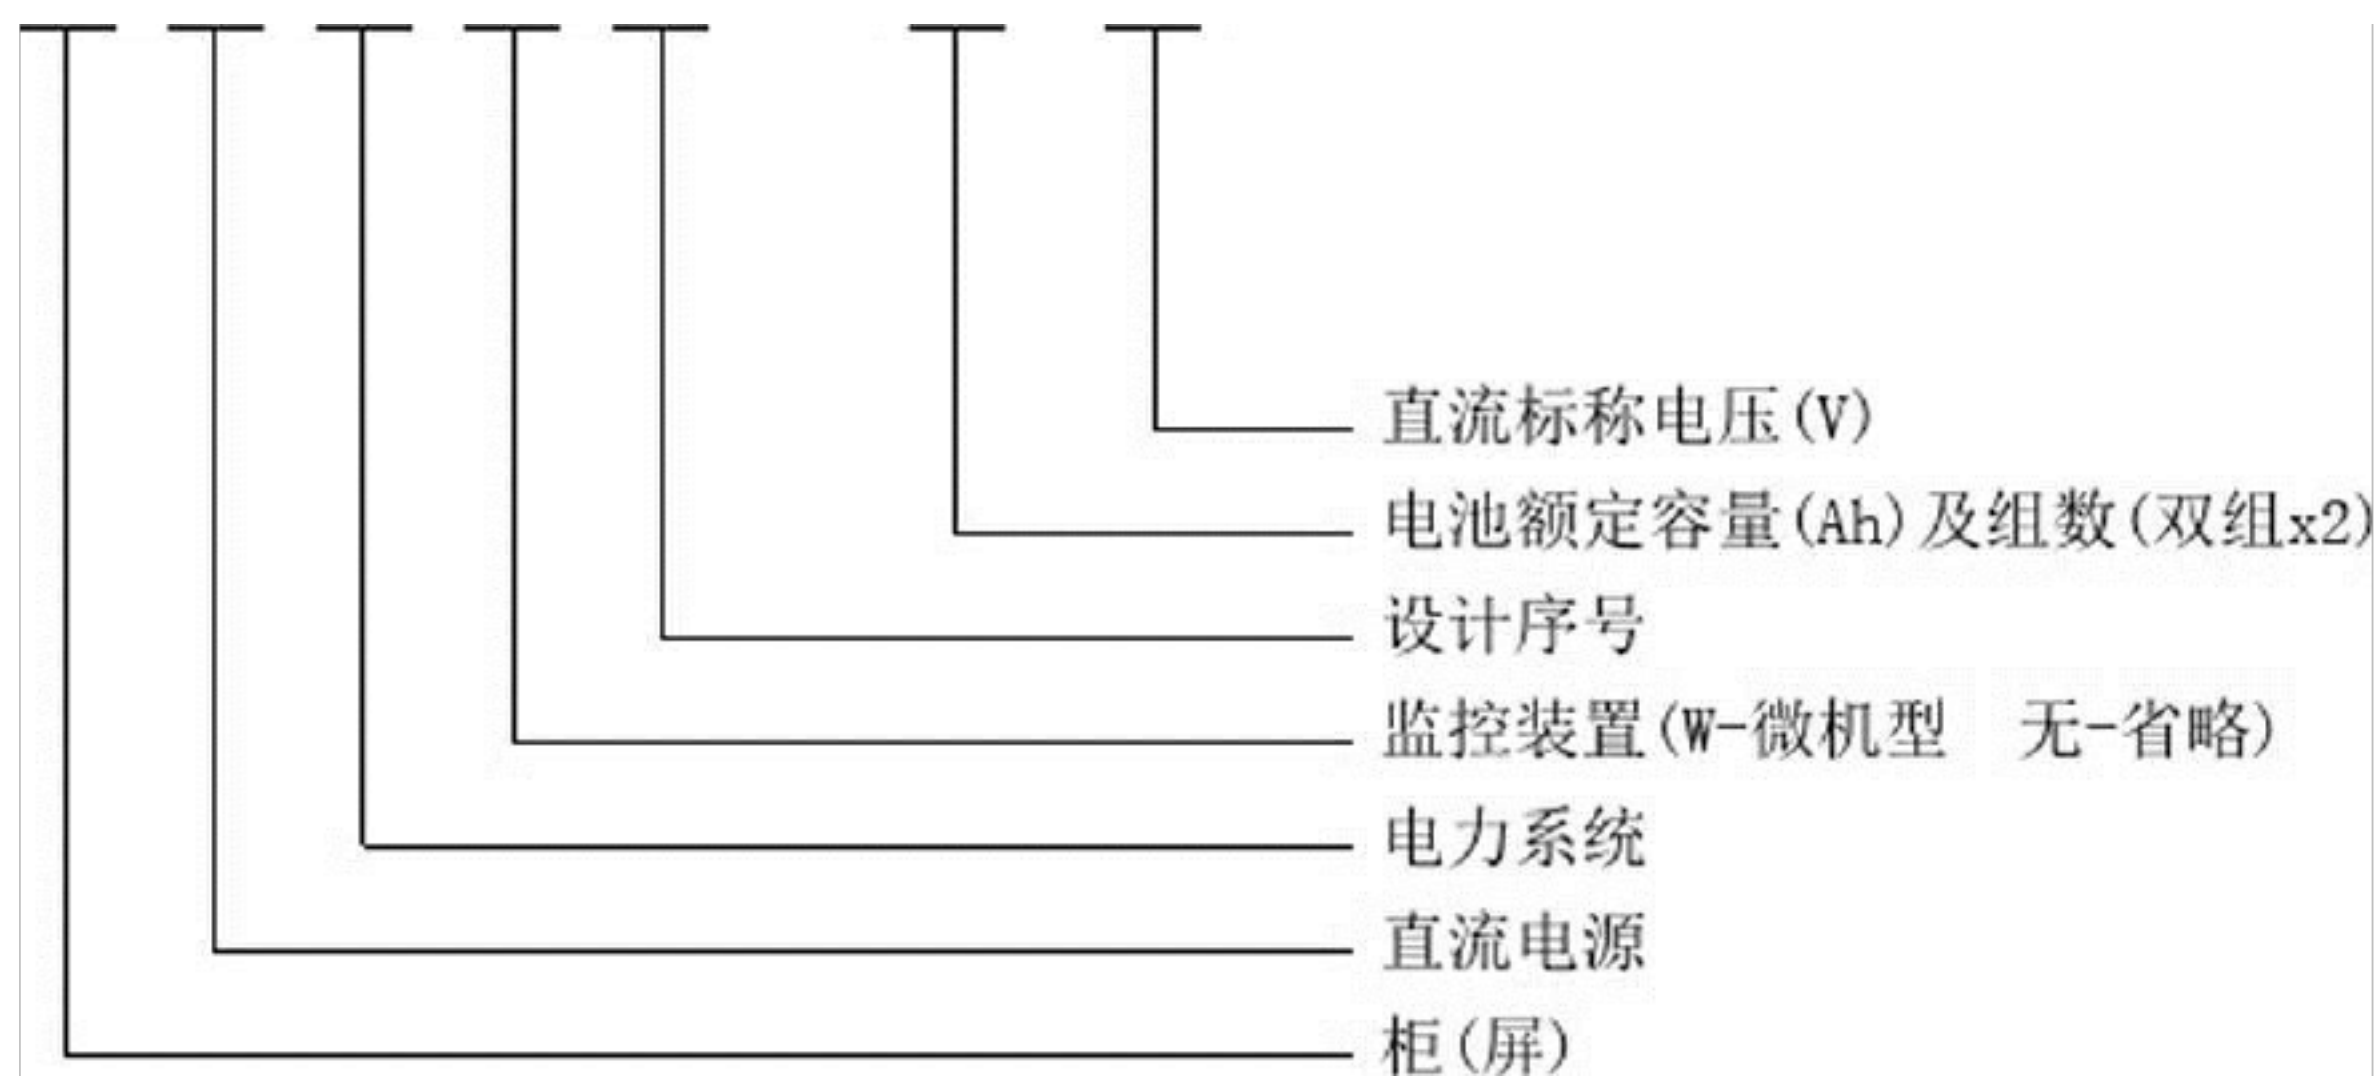 直流标称电压(V)
电池额定容量(Ah)及组数(双组x2)
设计序号
监控装置(W-微机型 无-省略)
电力系统
直流电源
柜(屏)